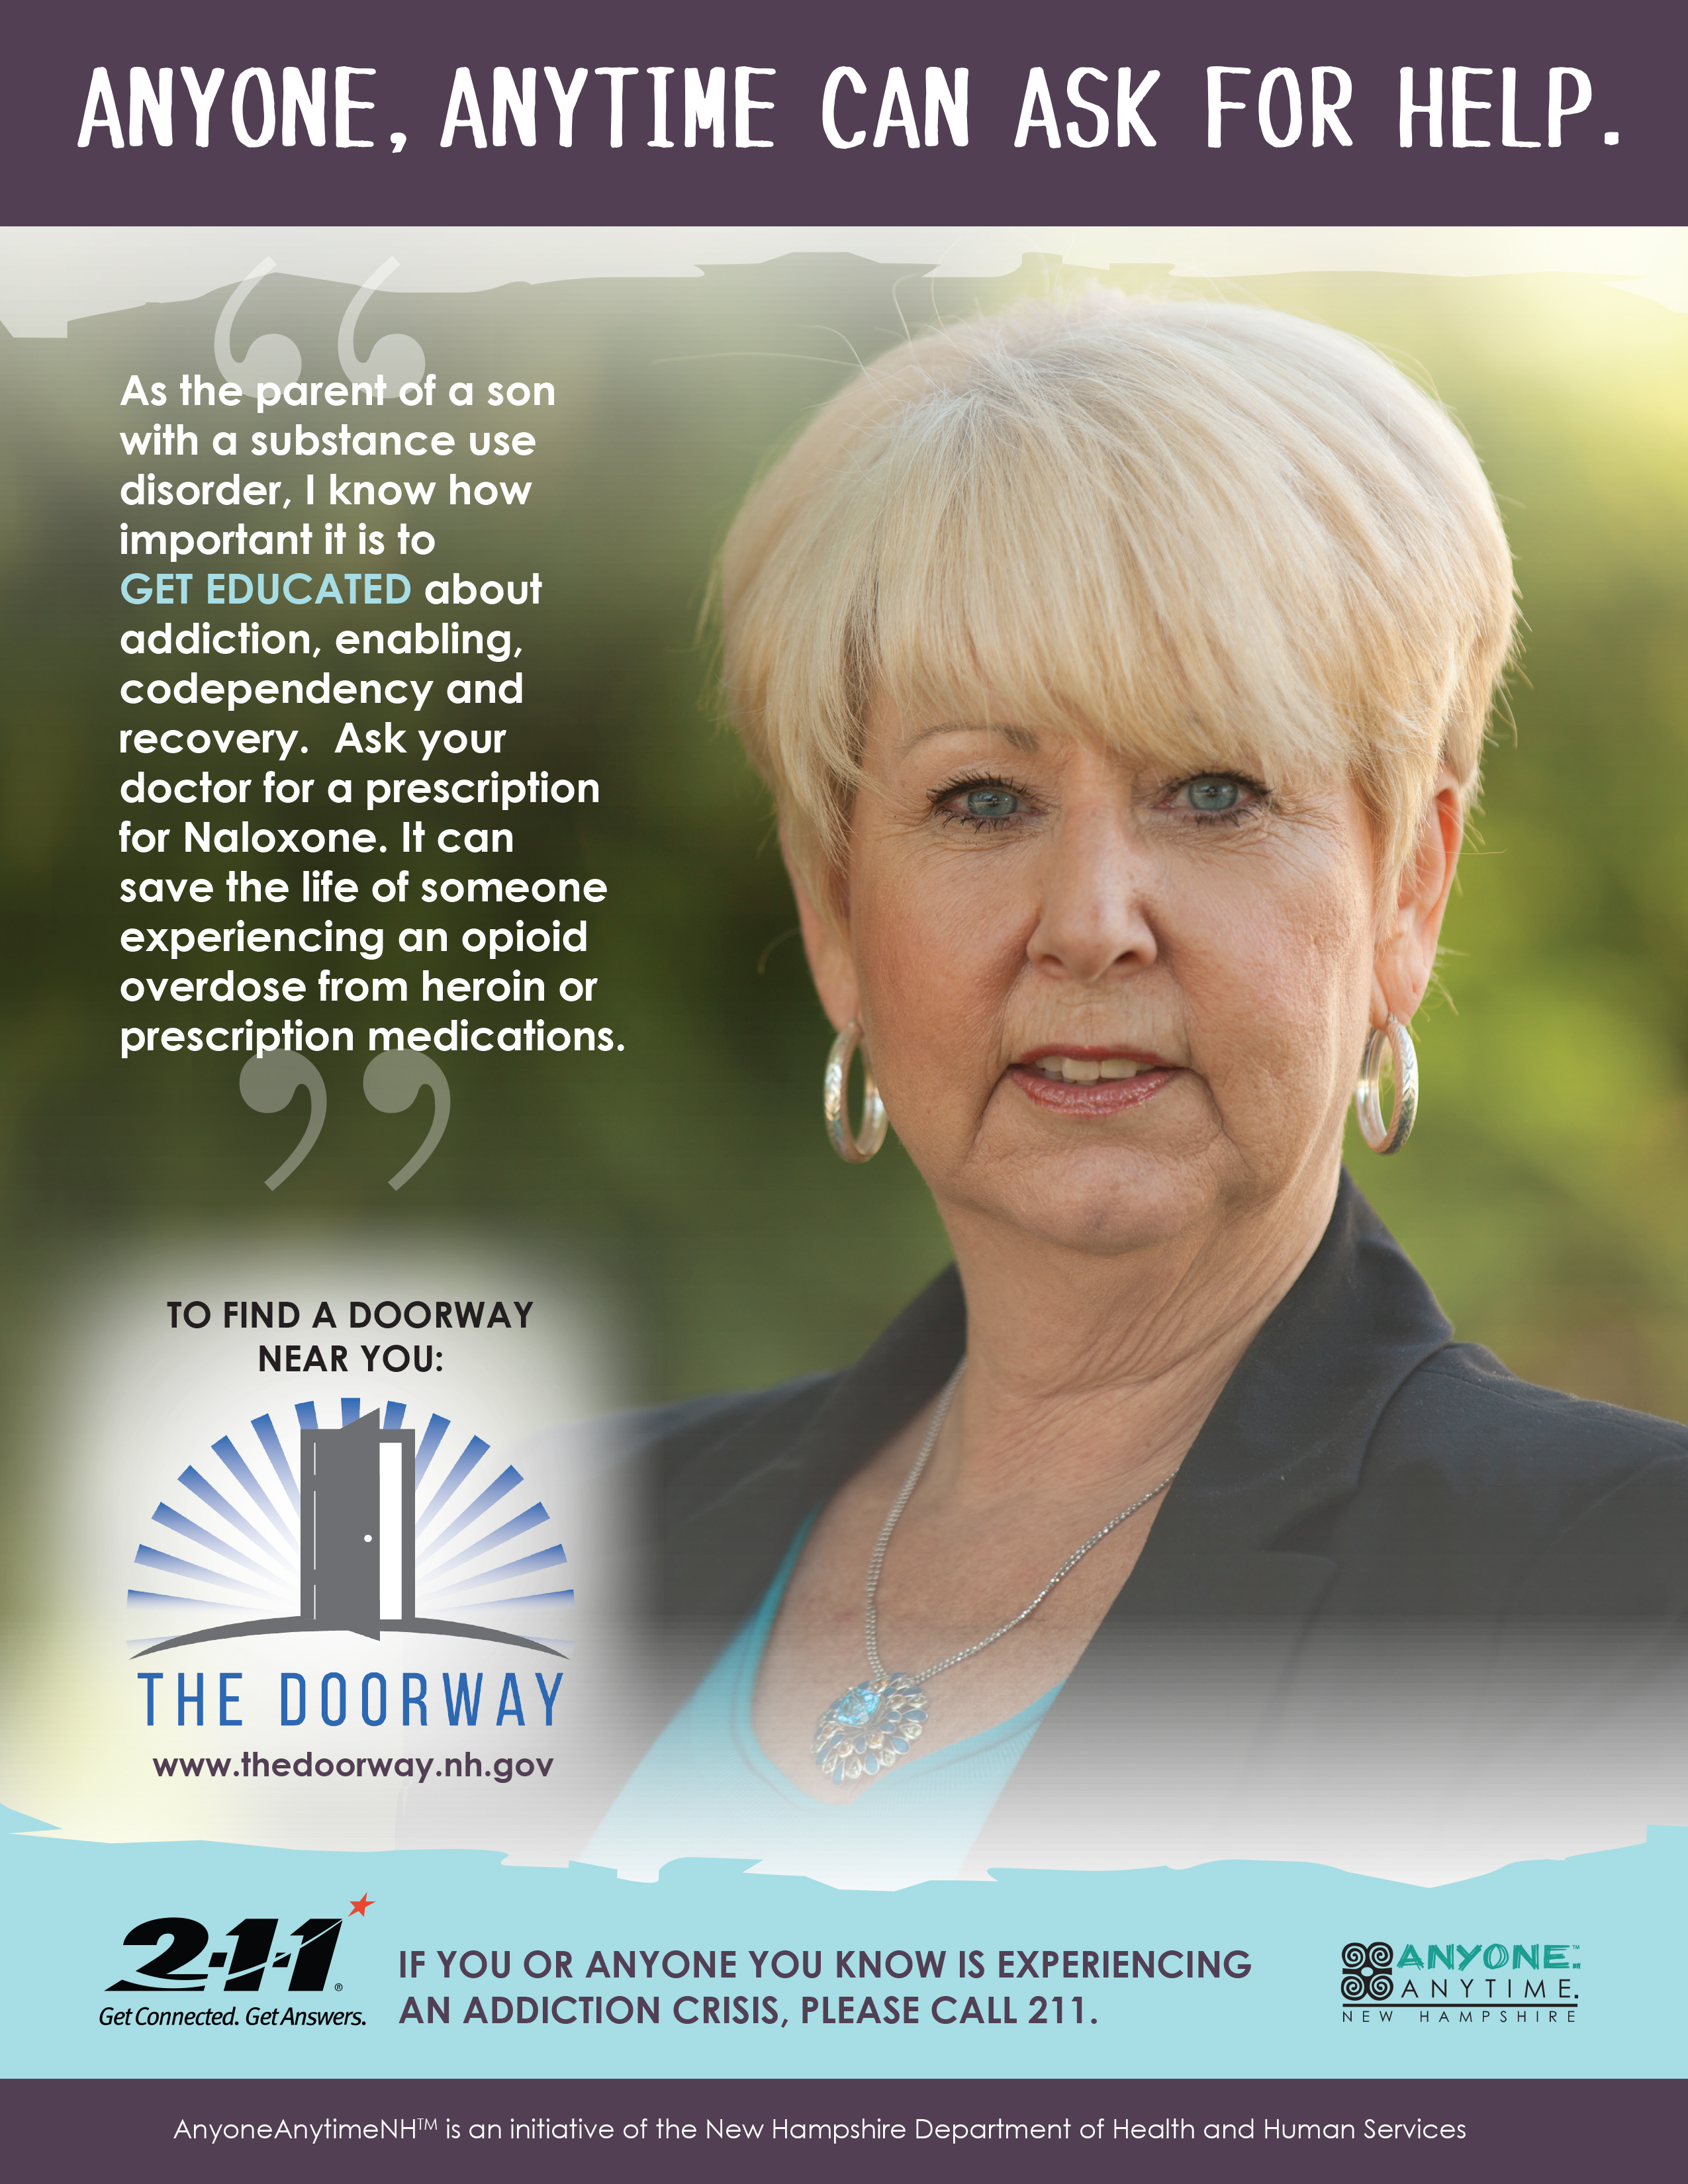 ANYONE, ANYTIME CAN ASK FOR HELP.
“
As the parent of a son
with a substance use
disorder, I know how
important it is to
GET EDUCATED about
addiction, enabling,
codependency and
recovery.  Ask your
doctor for a prescription
for Naloxone. It can
save the life of someone
experiencing an opioid
overdose from heroin or
prescription medications.
”
TO FIND A DOORWAY
NEAR YOU:
THE DOORWAY
www.thedoorway.nh.gov
2-1-1®
Get Connected. Get Answers.
IF YOU OR ANYONE YOU KNOW IS EXPERIENCING
AN ADDICTION CRISIS, PLEASE CALL 211.
ANYONE.™
ANYTIME.
NEW HAMPSHIRE
AnyoneAnytimeNH™ is an initiative of the New Hampshire Department of Health and Human Services